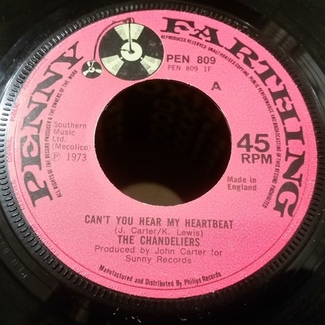 PENNY FARTHING
PEN 809
PEN 809 IF
A
Southern
Music Ltd.
(Mecolico)
℗ 1973
45
RPM
Made in
England
CAN'T YOU HEAR MY HEARTBEAT
(J. Carter/K. Lewis)
THE CHANDELIERS
Produced by John Carter for
Sunny Records
Manufactured and Distributed by Philips Records